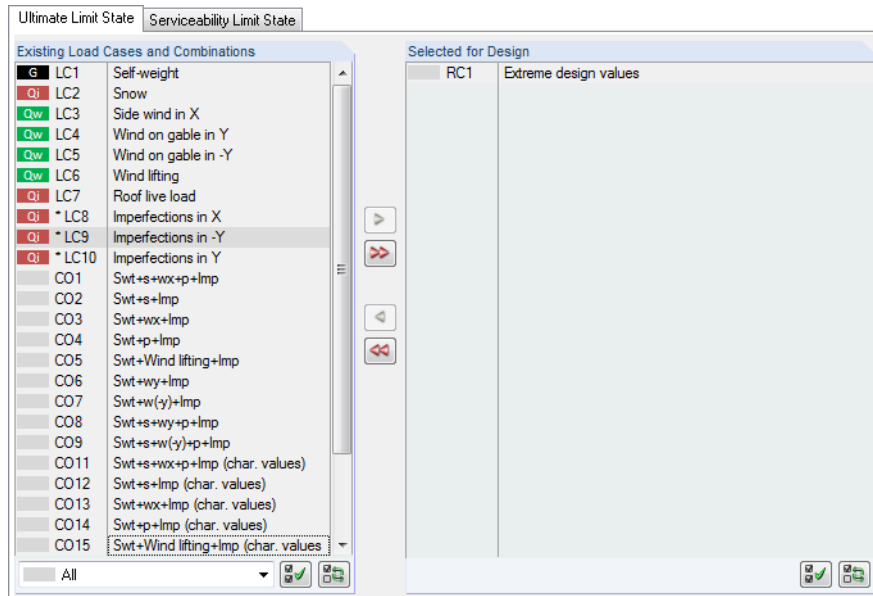 Ultimate Limit State Serviceability Limit State
Existing Load Cases and Combinations
G LC1 Self-weight
Qi LC2 Snow
Qw LC3 Side wind in X
Qw LC4 Wind on gable in Y
Qw LC5 Wind on gable in -Y
Qw LC6 Wind lifting
Qi LC7 Roof live load
Qi * LC8 Imperfections in X
Qi * LC9 Imperfections in -Y
Qi * LC10 Imperfections in Y
CO1 Swt+s+wx+p+Imp
CO2 Swt+s+Imp
CO3 Swt+wx+Imp
CO4 Swt+p+Imp
CO5 Swt+Wind lifting+Imp
CO6 Swt+wy+Imp
CO7 Swt+w(-y)+Imp
CO8 Swt+s+wy+p+Imp
CO9 Swt+s+w(-y)+p+Imp
CO11 Swt+s+wx+p+Imp (char. values)
CO12 Swt+s+Imp (char. values)
CO13 Swt+wx+Imp (char. values)
CO14 Swt+p+Imp (char. values)
CO15 Swt+Wind lifting+Imp (char. values
All
Selected for Design
RC1 Extreme design values